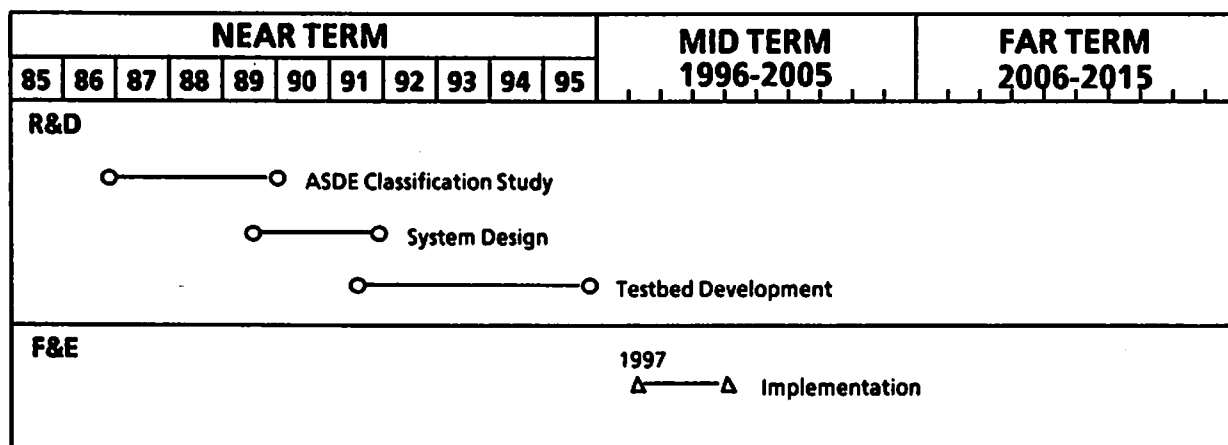 NEAR TERM
MID TERM
1996-2005
FAR TERM
2006-2015
85 86 87 88 89 90 91 92 93 94 95
R&D
ASDE Classification Study
System Design
Testbed Development
F&E
1997
Implementation